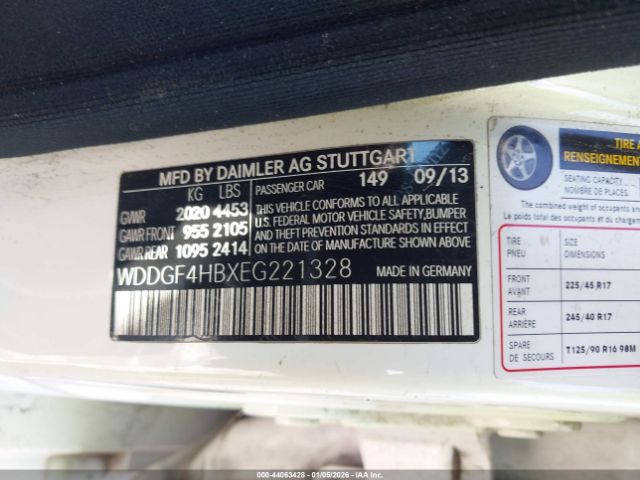 MFD BY DAIMLER AG STUTTGART
KG LBS
GVWR 2020 4453
GAWR FRONT 955 2105
GAWR REAR 1095 2414
PASSENGER CAR 149 09/13
THIS VEHICLE CONFORMS TO ALL APPLICABLE
U.S. FEDERAL MOTOR VEHICLE SAFETY, BUMPER
AND THEFT PREVENTION STANDARDS IN EFFECT ON
THE DATE OF MANUFACTURE SHOWN ABOVE.
WDDGF4HBXEG221328
MADE IN GERMANY
TIRE A
RENSEIGNEMENT
SEATING CAPACITY
NOMBRE DE PLACES.
The combined weight of occupants and
Le poids total des occupants et du
TIRE SIZE
PNEU DIMENSIONS
FRONT
AVANT 225/45 R17
REAR
ARRIÈRE 245/40 R17
SPARE
DE SECOURS T125/90 R16 98M
000-44063428 - 01/05/2026 - IAAI.COM